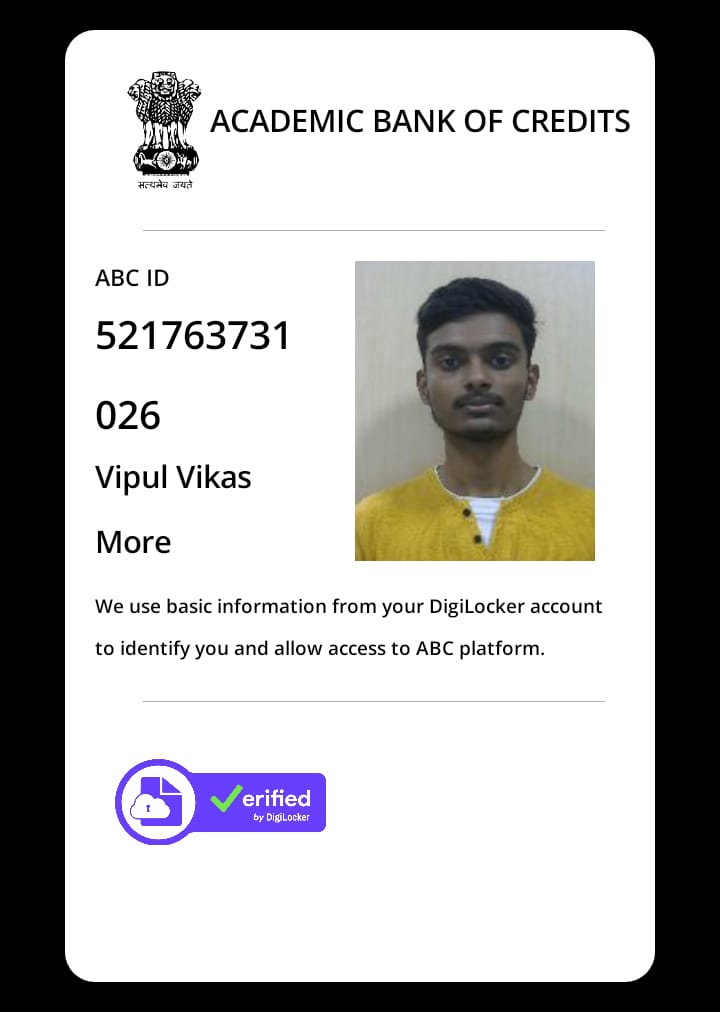 सत्यमेव जयते
ACADEMIC BANK OF CREDITS
ABC ID
521763731
026
Vipul Vikas
More
We use basic information from your DigiLocker account
to identify you and allow access to ABC platform.
Verified
by DigiLocker